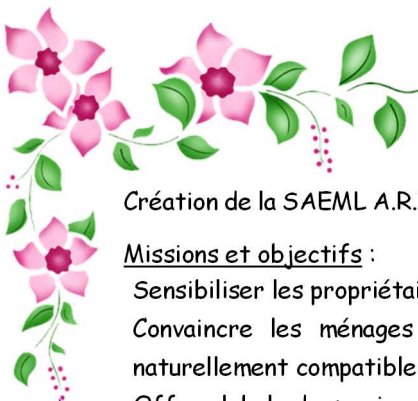 Création de la SAEML A.R.
Missions et objectifs :
Sensibiliser les propriétai
Convaincre les ménages
naturellement compatible